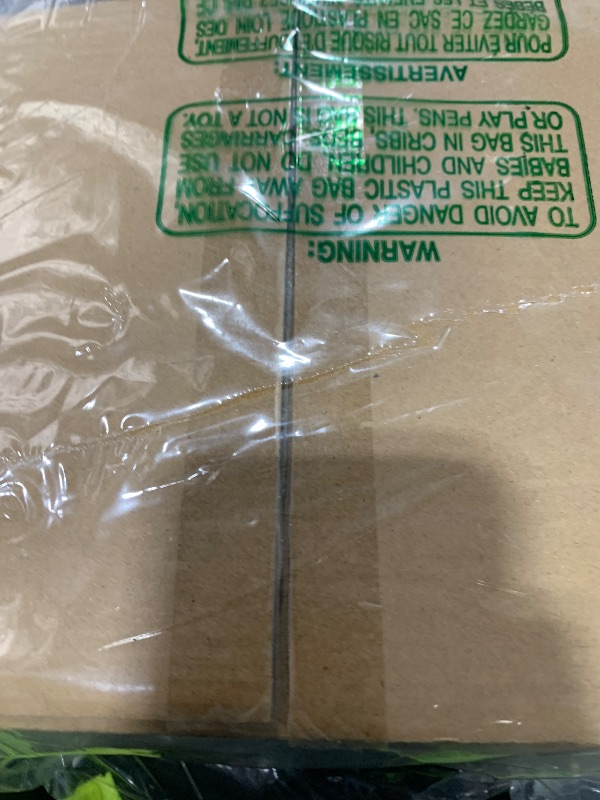 WARNING:
TO AVOID DANGER OF SUFFOCATION,
KEEP THIS PLASTIC BAG AWAY FROM
BABIES AND CHILDREN DO NOT USE
THIS BAG IN CRIBS, BEDS, CARRIAGES
OR PLAY PENS. THIS BAG IS NOT A TOY.
AVERTISSEMENT:
POUR ÉVITER TOUT RISQUE D'ÉTOUFFEMENT,
GARDEZ CE SAC EN PLASTIQUE LOIN DES
BÉBÉS ET LES